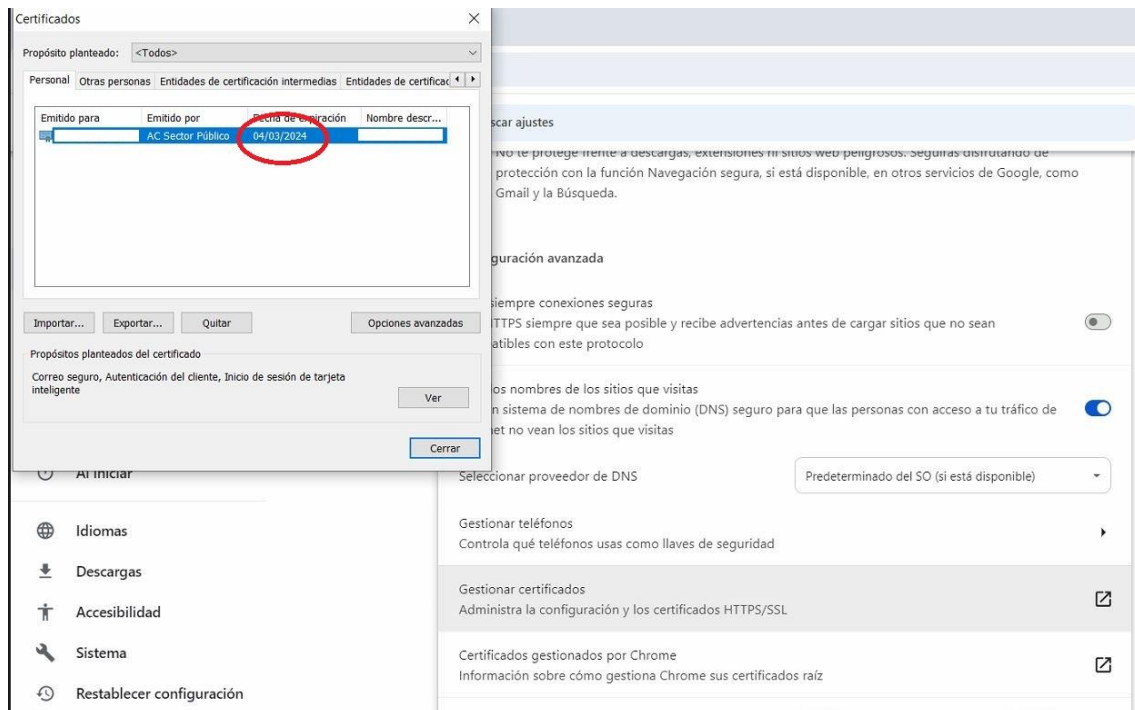 Certificados
Propósito planteado: <Todos>
Personal Otras personas Entidades de certificación intermedias Entidades de certificac
Emitido para Emitido por Fecha de expiración Nombre descr...
AC Sector Público 04/03/2024
Importar... Exportar... Quitar Opciones avanzadas
Propósitos planteados del certificado
Correo seguro, Autenticación del cliente, Inicio de sesión de tarjeta
inteligente
Ver
Cerrar
scar ajustes
No te protege frente a descargas, extensiones ni sitios web peligrosos. Seguirás disfrutando de
protección con la función Navegación segura, si está disponible, en otros servicios de Google, como
Gmail y la Búsqueda.
guración avanzada
siempre conexiones seguras
TTPS siempre que sea posible y recibe advertencias antes de cargar sitios que no sean
atibles con este protocolo
os nombres de los sitios que visitas
n sistema de nombres de dominio (DNS) seguro para que las personas con acceso a tu tráfico de
et no vean los sitios que visitas
Seleccionar proveedor de DNS Predeterminado del SO (si está disponible)
Gestionar teléfonos
Controla qué teléfonos usas como llaves de seguridad
Gestionar certificados
Administra la configuración y los certificados HTTPS/SSL
Certificados gestionados por Chrome
Información sobre cómo gestiona Chrome sus certificados raíz
Al iniciar
Idiomas
Descargas
Accesibilidad
Sistema
Restablecer configuración